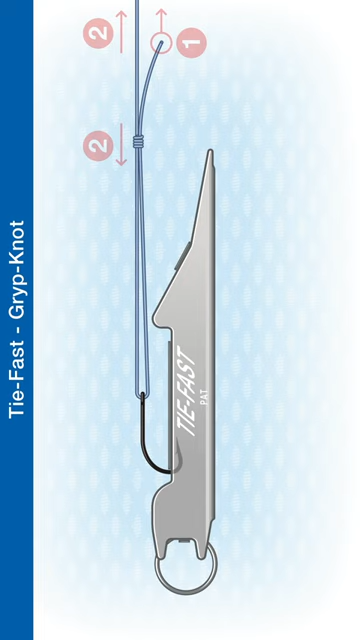 Tie-Fast - Gryp-Knot
2
1
2
TIE-FAST
PAT